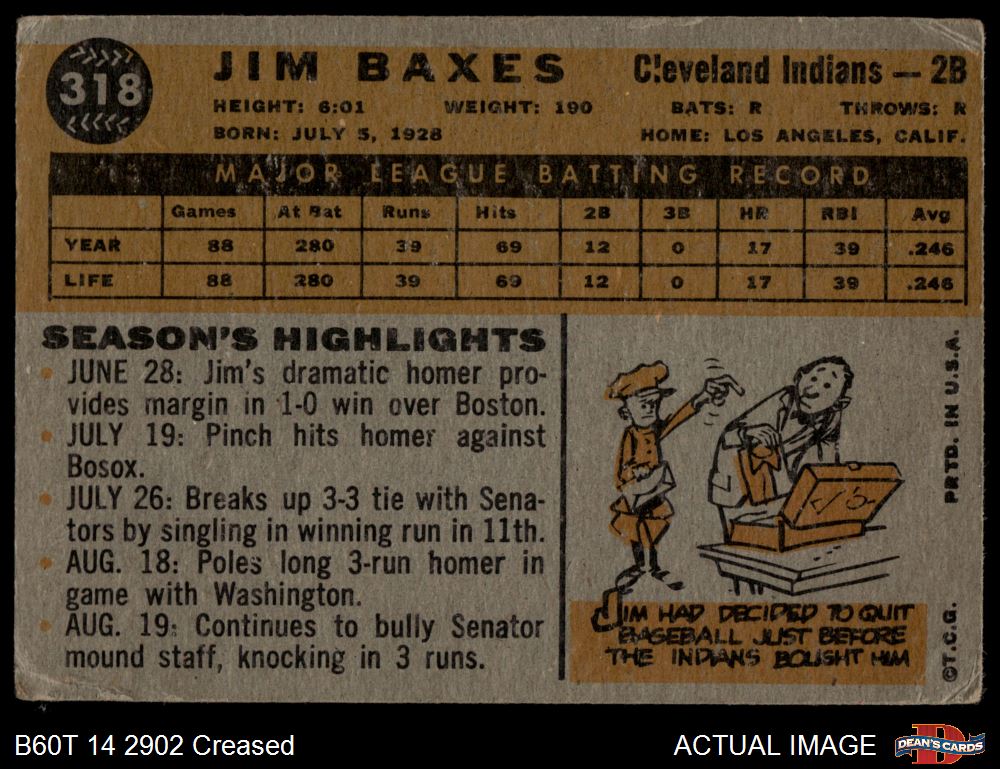 318
JIM BAXES
Cleveland Indians — 2B
HEIGHT: 6:01 WEIGHT: 190 BATS: R THROWS: R
BORN: JULY 5, 1928 HOME: LOS ANGELES, CALIF.
MAJOR LEAGUE BATTING RECORD
Games At Bat Runs Hits 2B 3B HR RBI Avg
YEAR 88 280 39 69 12 0 17 39 .246
LIFE 88 280 39 69 12 0 17 39 .246
SEASON'S HIGHLIGHTS
• JUNE 28: Jim's dramatic homer pro-
vides margin in 1-0 win over Boston.
• JULY 19: Pinch hits homer against
Bosox.
• JULY 26: Breaks up 3-3 tie with Sena-
tors by singling in winning run in 11th.
• AUG. 18: Poles long 3-run homer in
game with Washington.
• AUG. 19: Continues to bully Senator
mound staff, knocking in 3 runs.
JIM HAD DECIDED TO QUIT
BASEBALL JUST BEFORE
THE INDIANS BOUGHT HIM
©T.C.G. PRTD. IN U.S.A.
B60T 14 2902 Creased
ACTUAL IMAGE
D
DEAN'S CARDS